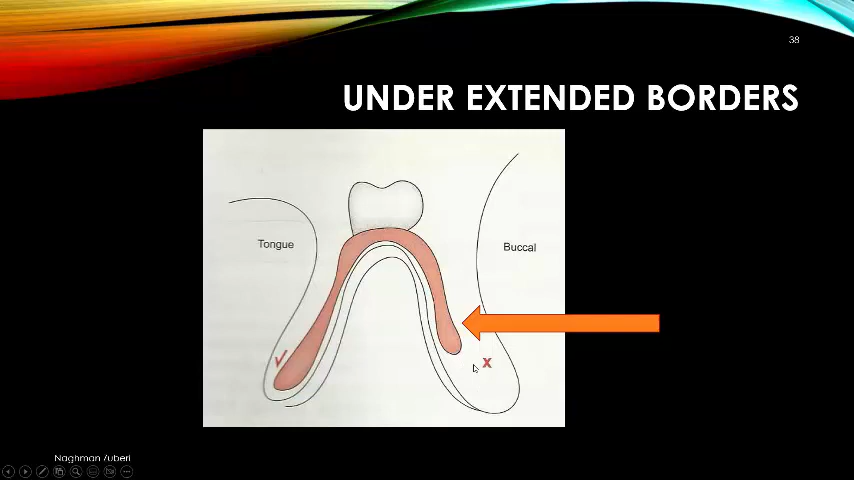 38
UNDER EXTENDED BORDERS
Tongue
Buccal
✓
x
Naghman Zuberi